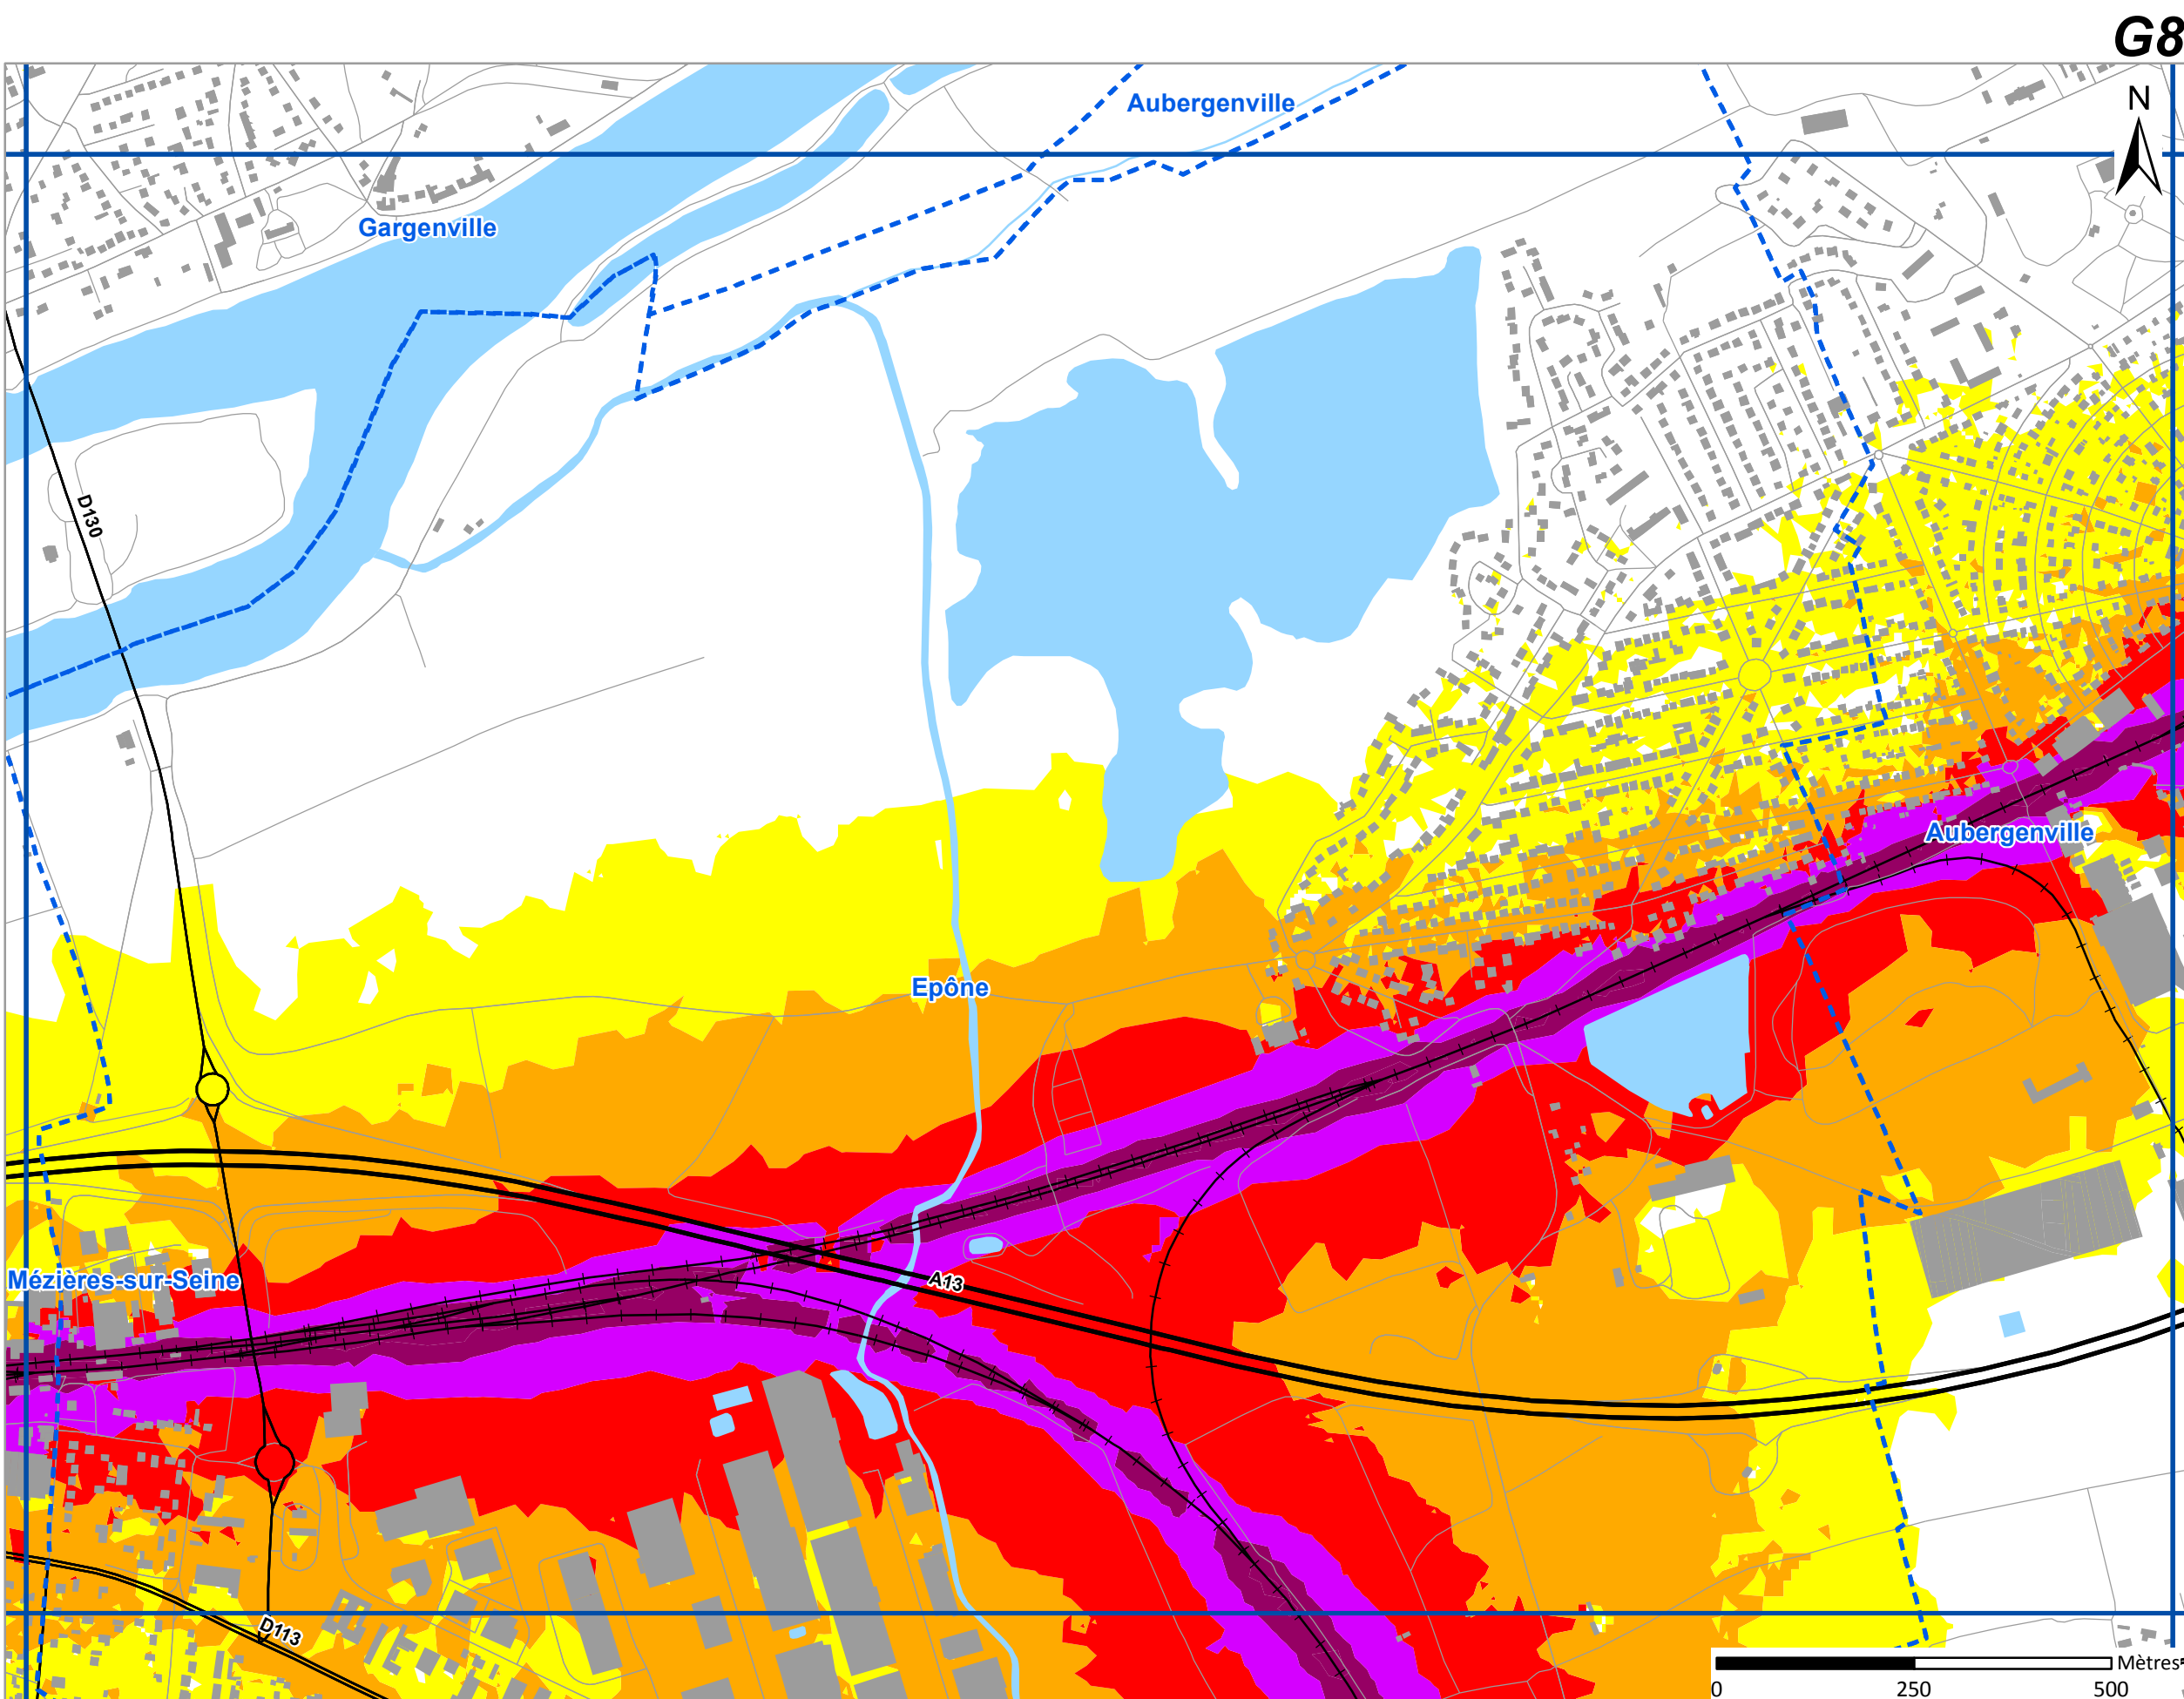 G8
N
Aubergenville
Gargenville
D130
Aubergenville
Epône
Mézières-sur-Seine
A13
D113
Mètres
0 250 500